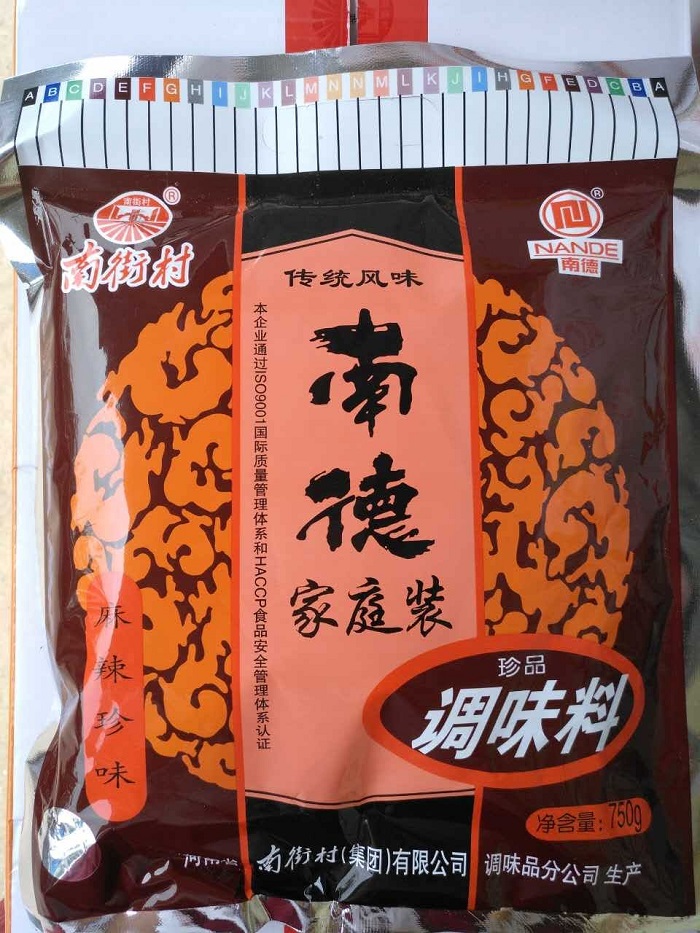 A B C D E F G H I J K L M N N M L K J I H G F E D C B A
南街村
®
南街村
®
NANDE
南德
传统风味
本企业通过ISO9001国际质量管理体系和HACCP食品安全管理体系认证
南德
家庭装
麻辣珍味
珍品
调味料
净含量:750g
南街村(集团)有限公司 调味品分公司 生产